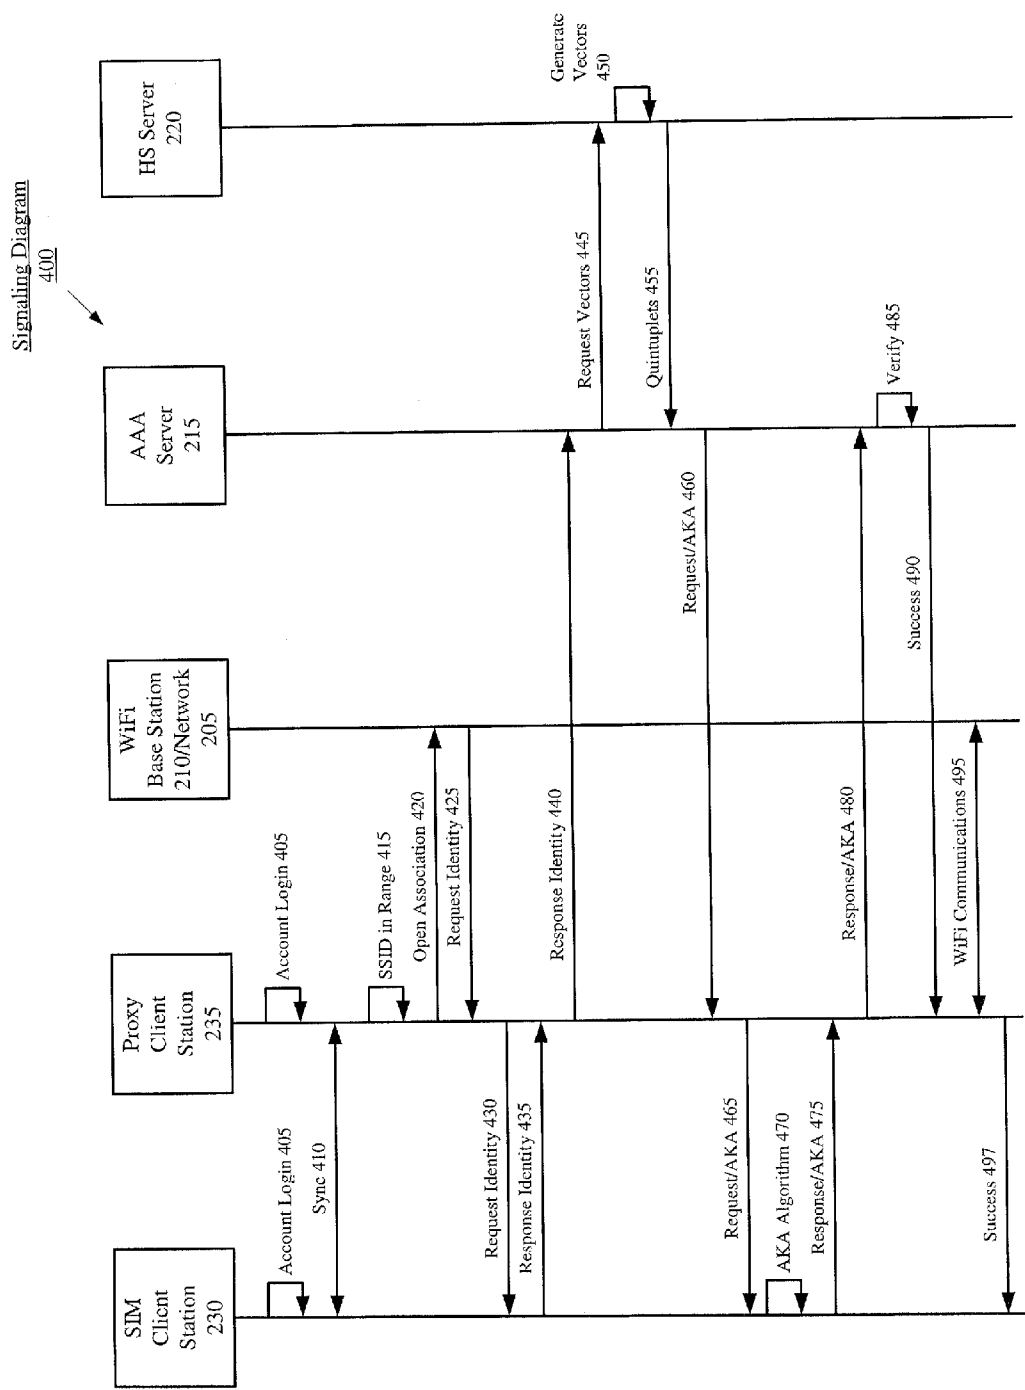 Signaling Diagram
400
SIM
Client
Station
230
Proxy
Client
Station
235
WiFi
Base Station
210/Network
205
AAA
Server
215
HS Server
220
Account Login 405
Account Login 405
Sync 410
SSID in Range 415
Open Association 420
Request Identity 425
Request Identity 430
Response Identity 435
Response Identity 440
Request Vectors 445
Generate
Vectors
450
Quintuplets 455
Request/AKA 460
Request/AKA 465
AKA Algorithm 470
Response/AKA 475
Response/AKA 480
Verify 485
Success 490
WiFi Communications 495
Success 497